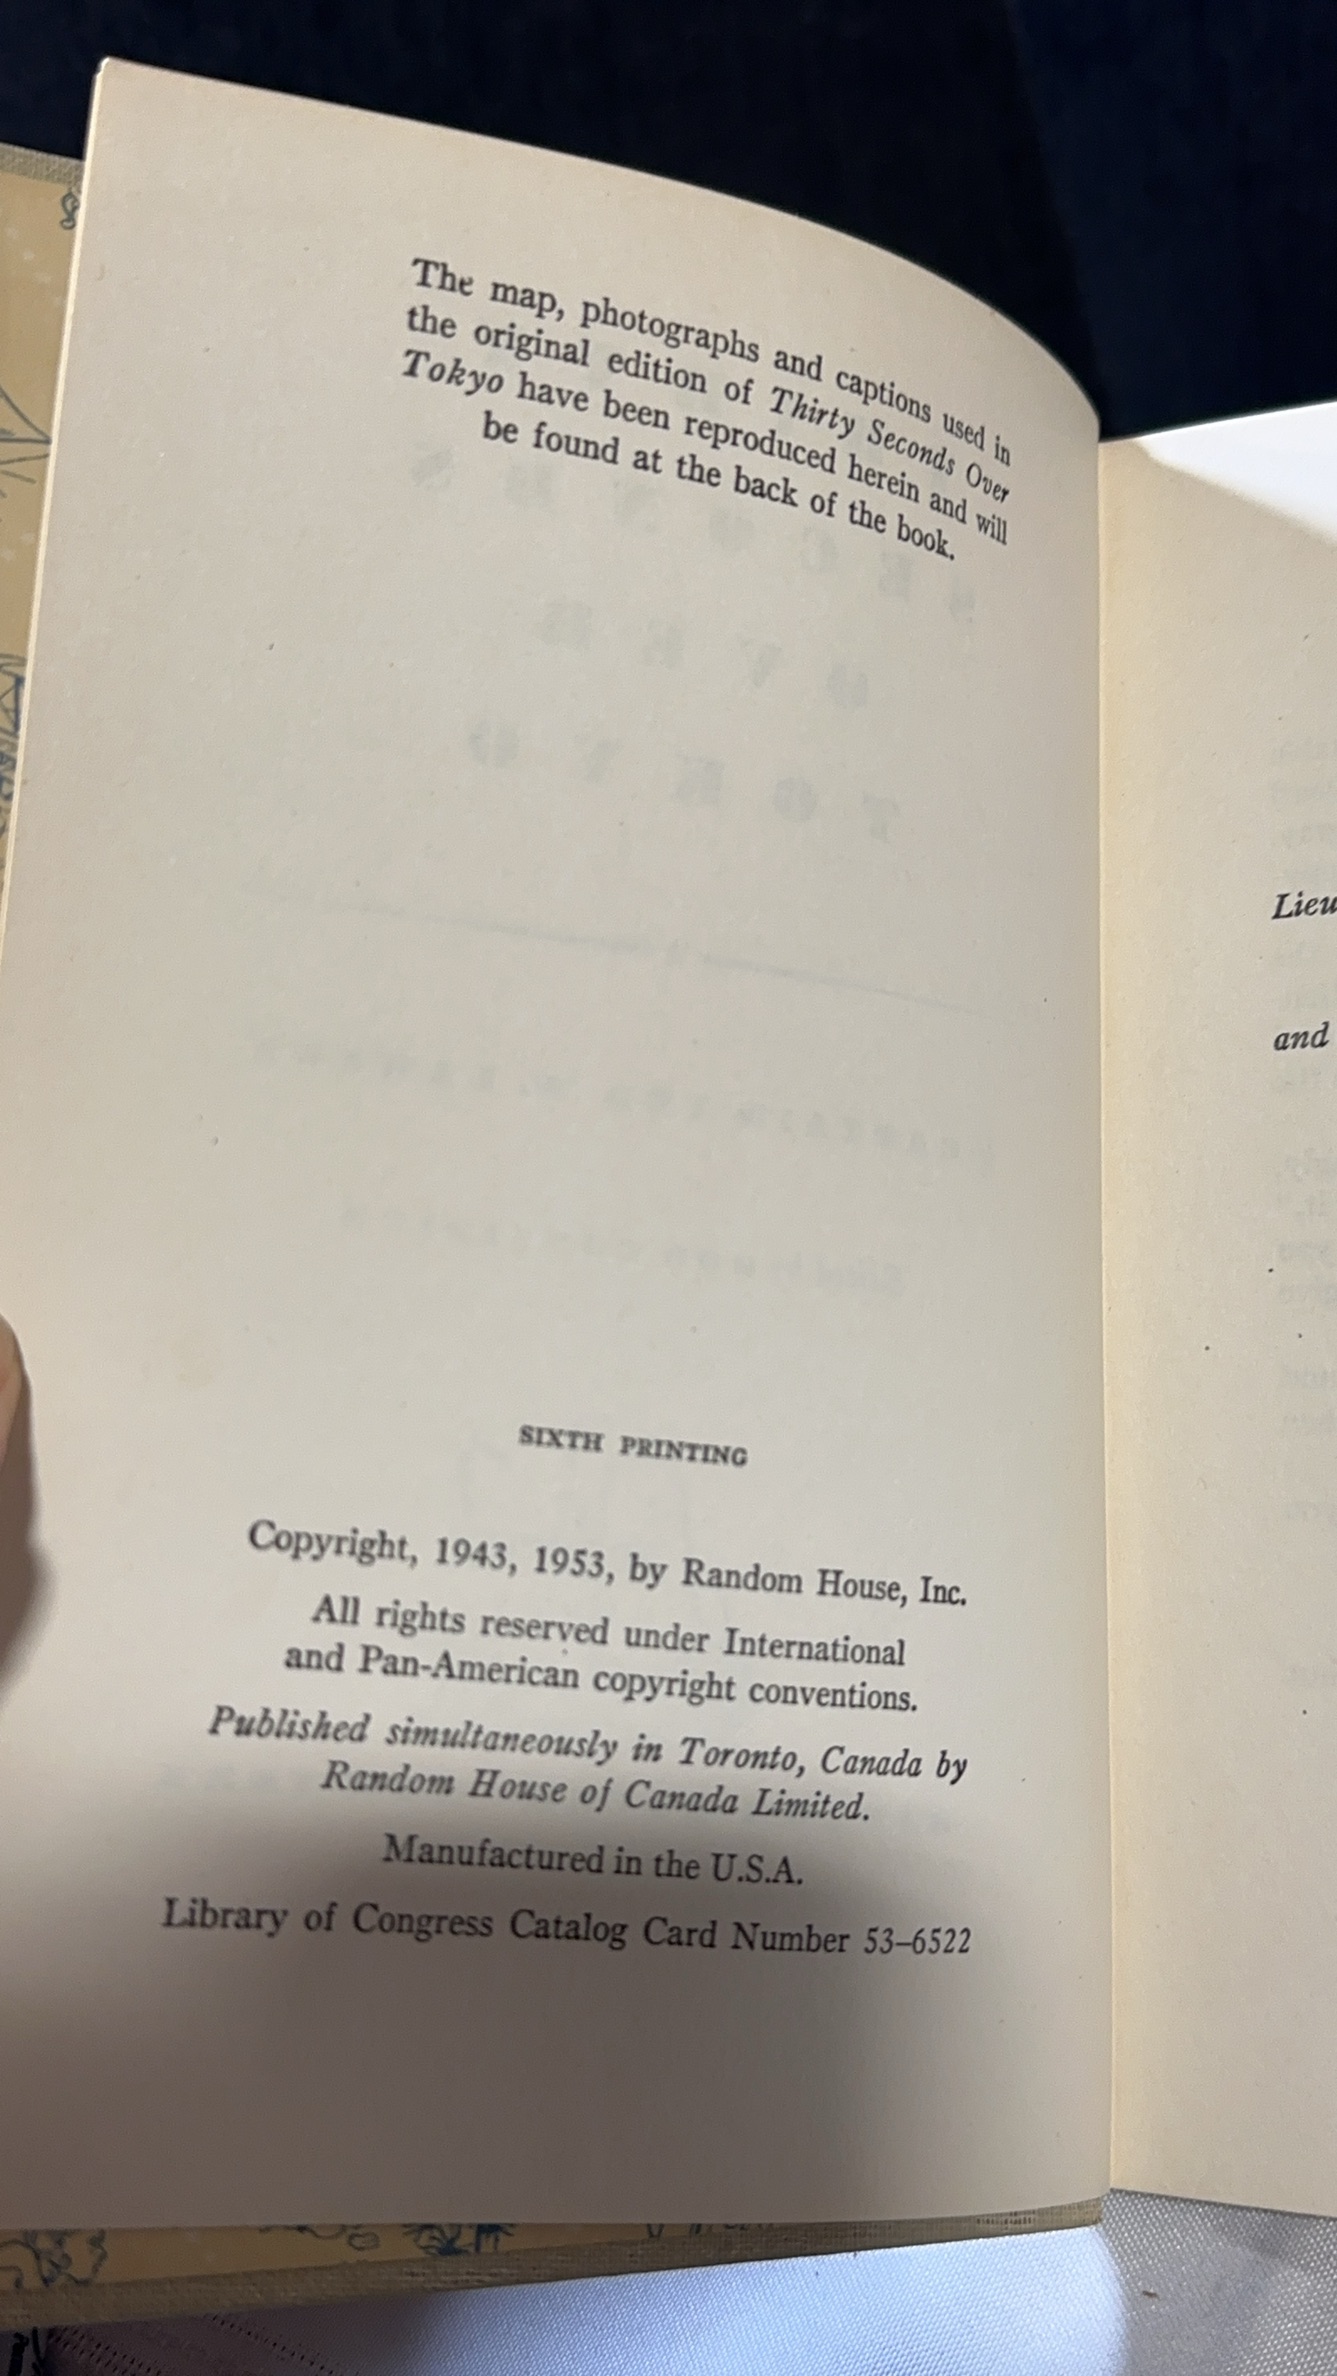 The map, photographs and captions used in
the original edition of Thirty Seconds Over
Tokyo have been reproduced herein and will
be found at the back of the book.
SIXTH PRINTING
Copyright, 1943, 1953, by Random House, Inc.
All rights reserved under International
and Pan-American copyright conventions.
Published simultaneously in Toronto, Canada by
Random House of Canada Limited.
Manufactured in the U.S.A.
Library of Congress Catalog Card Number 53–6522
Lieu
and